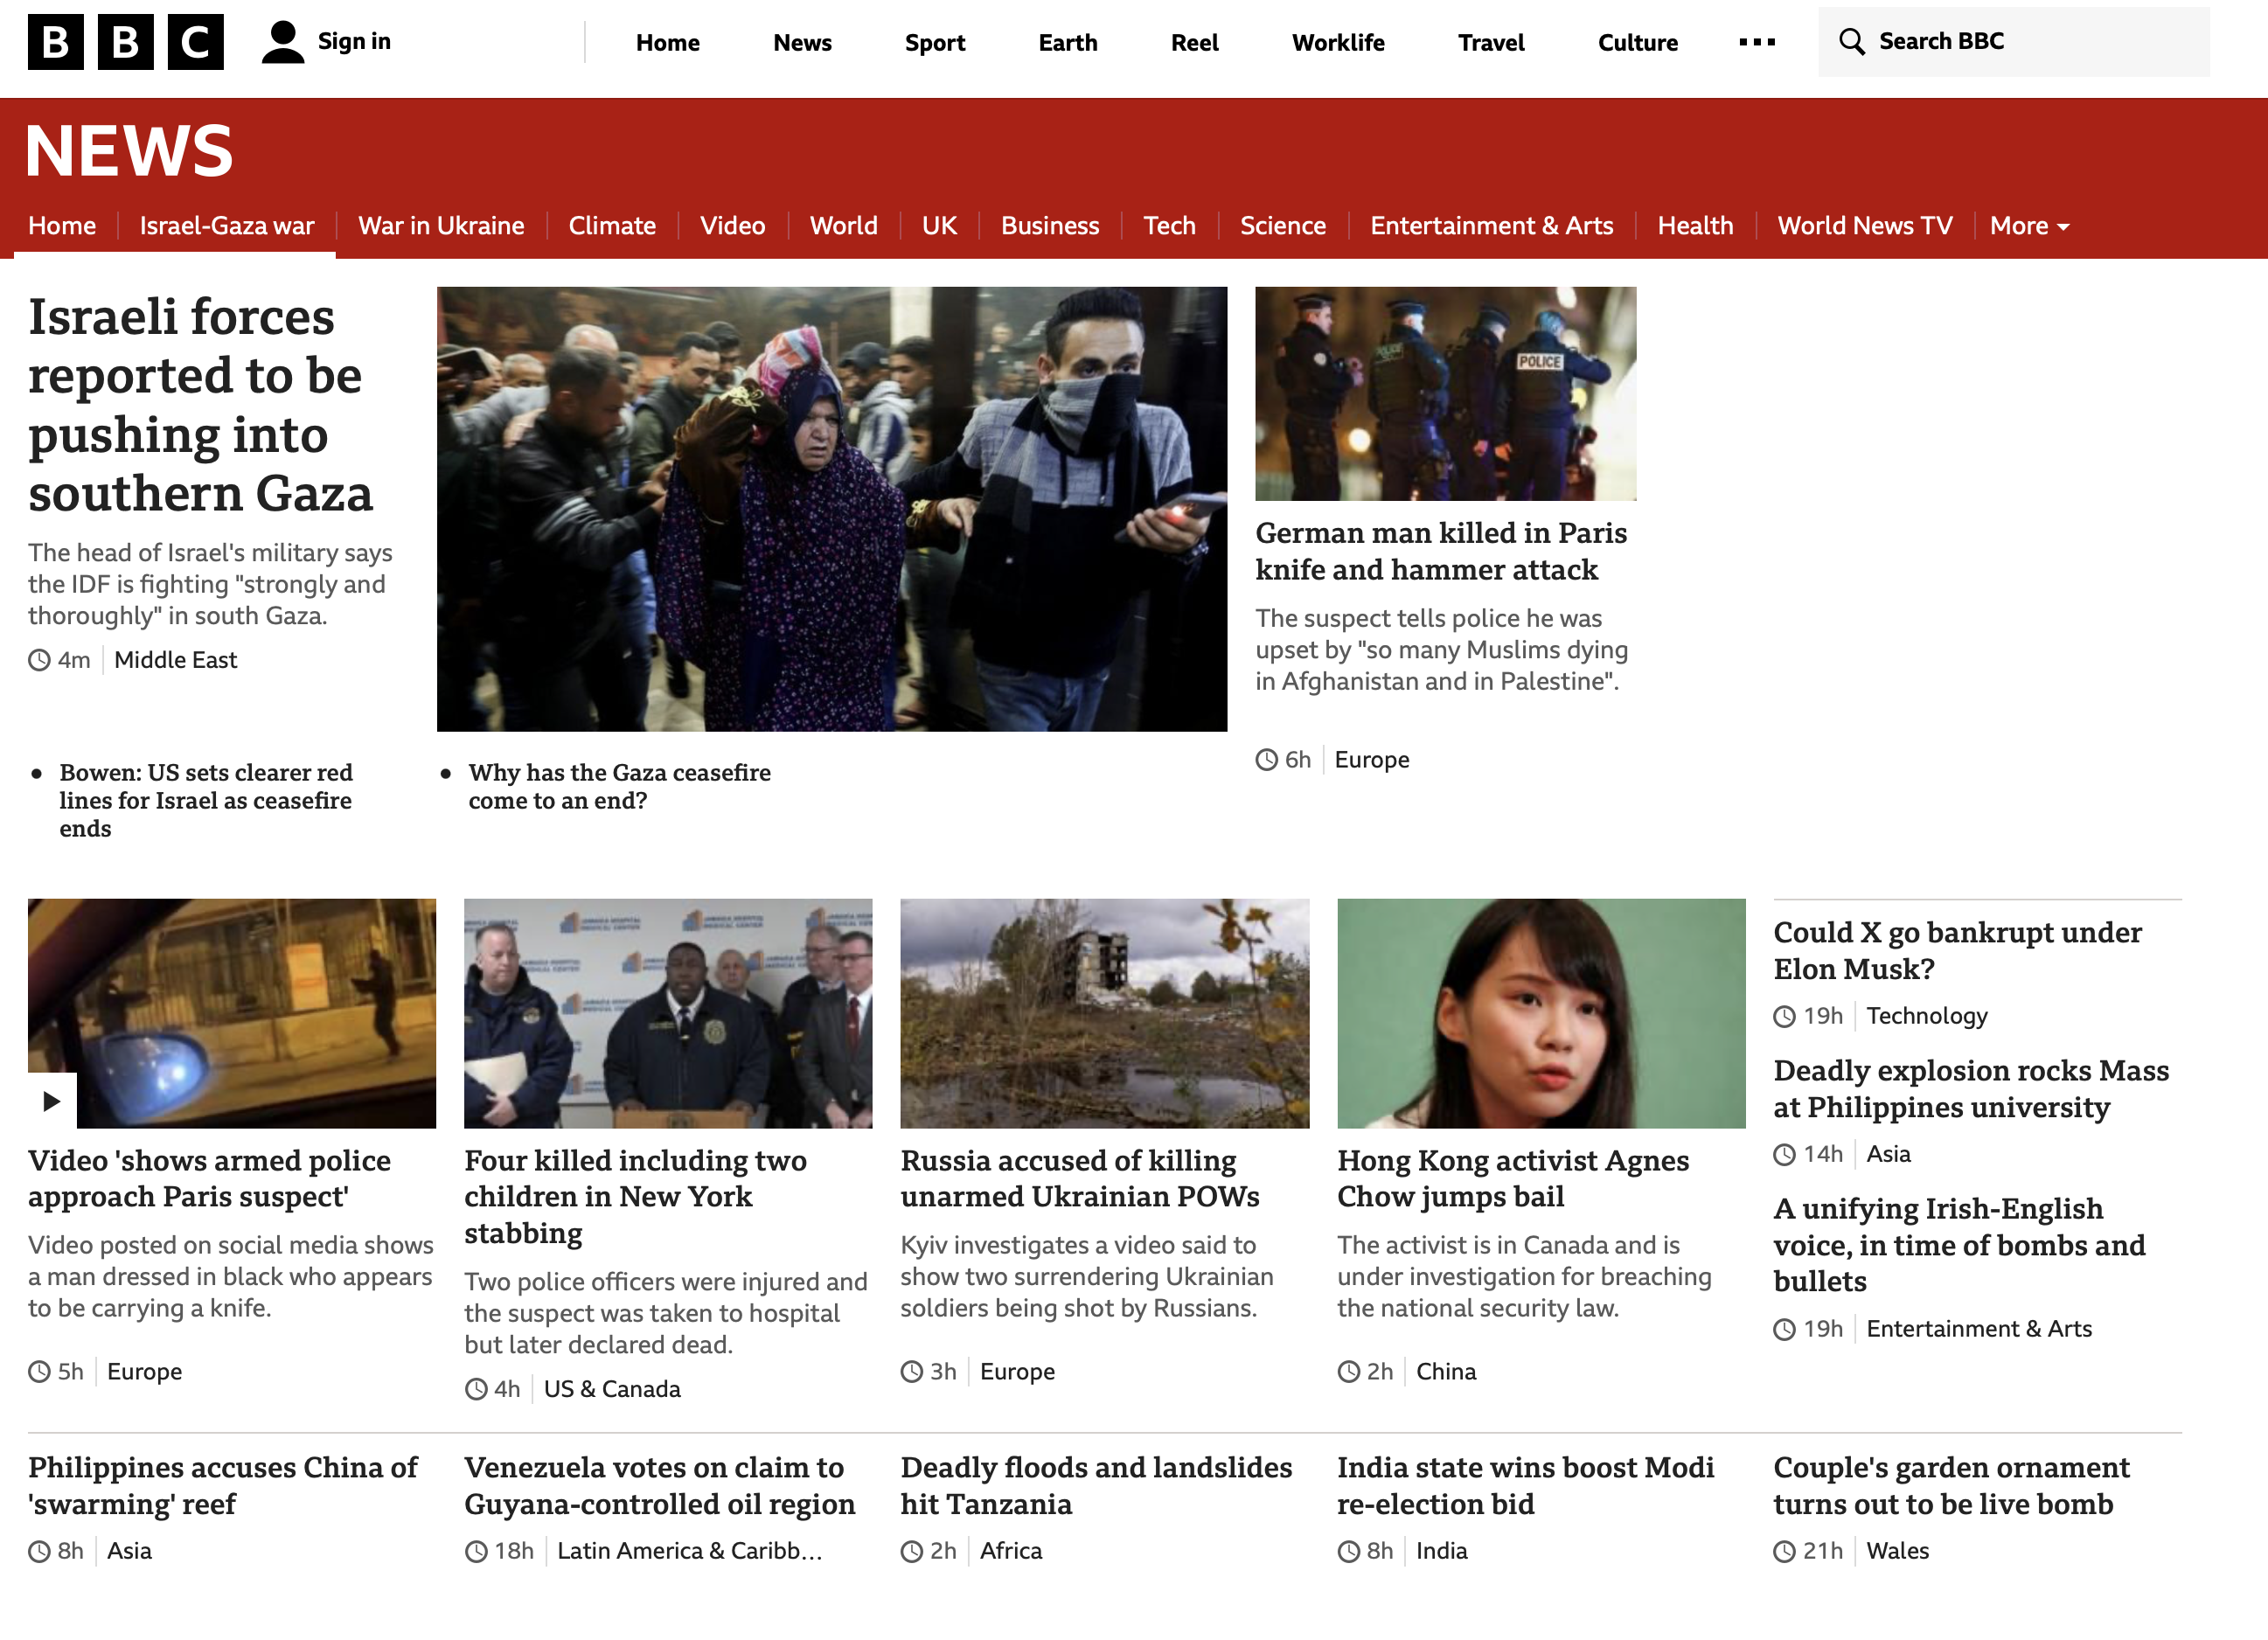 BBC
Sign in
Home
News
Sport
Earth
Reel
Worklife
Travel
Culture
Search BBC
NEWS
Home
Israel-Gaza war
War in Ukraine
Climate
Video
World
UK
Business
Tech
Science
Entertainment & Arts
Health
World News TV
More
Israeli forces
reported to be
pushing into
southern Gaza
The head of Israel's military says
the IDF is fighting "strongly and
thoroughly" in south Gaza.
4m
Middle East
Bowen: US sets clearer red
lines for Israel as ceasefire
ends
Why has the Gaza ceasefire
come to an end?
POLICE
German man killed in Paris
knife and hammer attack
The suspect tells police he was
upset by "so many Muslims dying
in Afghanistan and in Palestine".
6h
Europe
Video 'shows armed police
approach Paris suspect'
Video posted on social media shows
a man dressed in black who appears
to be carrying a knife.
5h
Europe
JAMAICA HOSPITAL
MEDICAL CENTER
Four killed including two
children in New York
stabbing
Two police officers were injured and
the suspect was taken to hospital
but later declared dead.
4h
US & Canada
Russia accused of killing
unarmed Ukrainian POWs
Kyiv investigates a video said to
show two surrendering Ukrainian
soldiers being shot by Russians.
3h
Europe
Hong Kong activist Agnes
Chow jumps bail
The activist is in Canada and is
under investigation for breaching
the national security law.
2h
China
Could X go bankrupt under
Elon Musk?
19h
Technology
Deadly explosion rocks Mass
at Philippines university
14h
Asia
A unifying Irish-English
voice, in time of bombs and
bullets
19h
Entertainment & Arts
Philippines accuses China of
'swarming' reef
8h
Asia
Venezuela votes on claim to
Guyana-controlled oil region
18h
Latin America & Caribb...
Deadly floods and landslides
hit Tanzania
2h
Africa
India state wins boost Modi
re-election bid
8h
India
Couple's garden ornament
turns out to be live bomb
21h
Wales